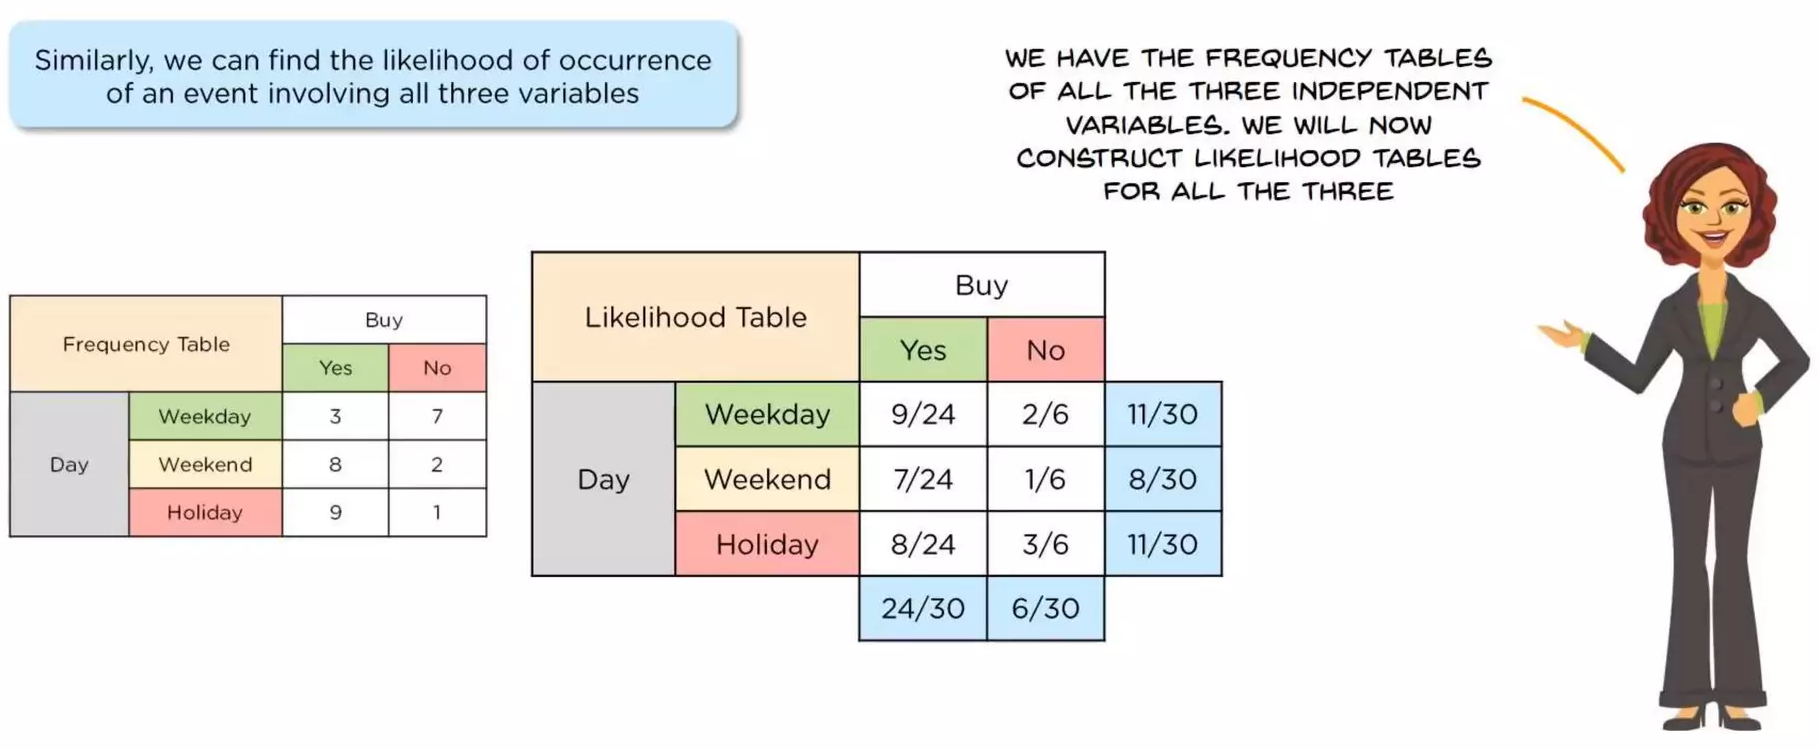 Similarly, we can find the likelihood of occurrence
of an event involving all three variables
WE HAVE THE FREQUENCY TABLES
OF ALL THE THREE INDEPENDENT
VARIABLES. WE WILL NOW
CONSTRUCT LIKELIHOOD TABLES
FOR ALL THE THREE
Frequency Table
Buy
Yes No
Day
Weekday 3 7
Weekend 8 2
Holiday 9 1
Likelihood Table
Buy
Yes No
Day
Weekday 9/24 2/6 11/30
Weekend 7/24 1/6 8/30
Holiday 8/24 3/6 11/30
24/30 6/30